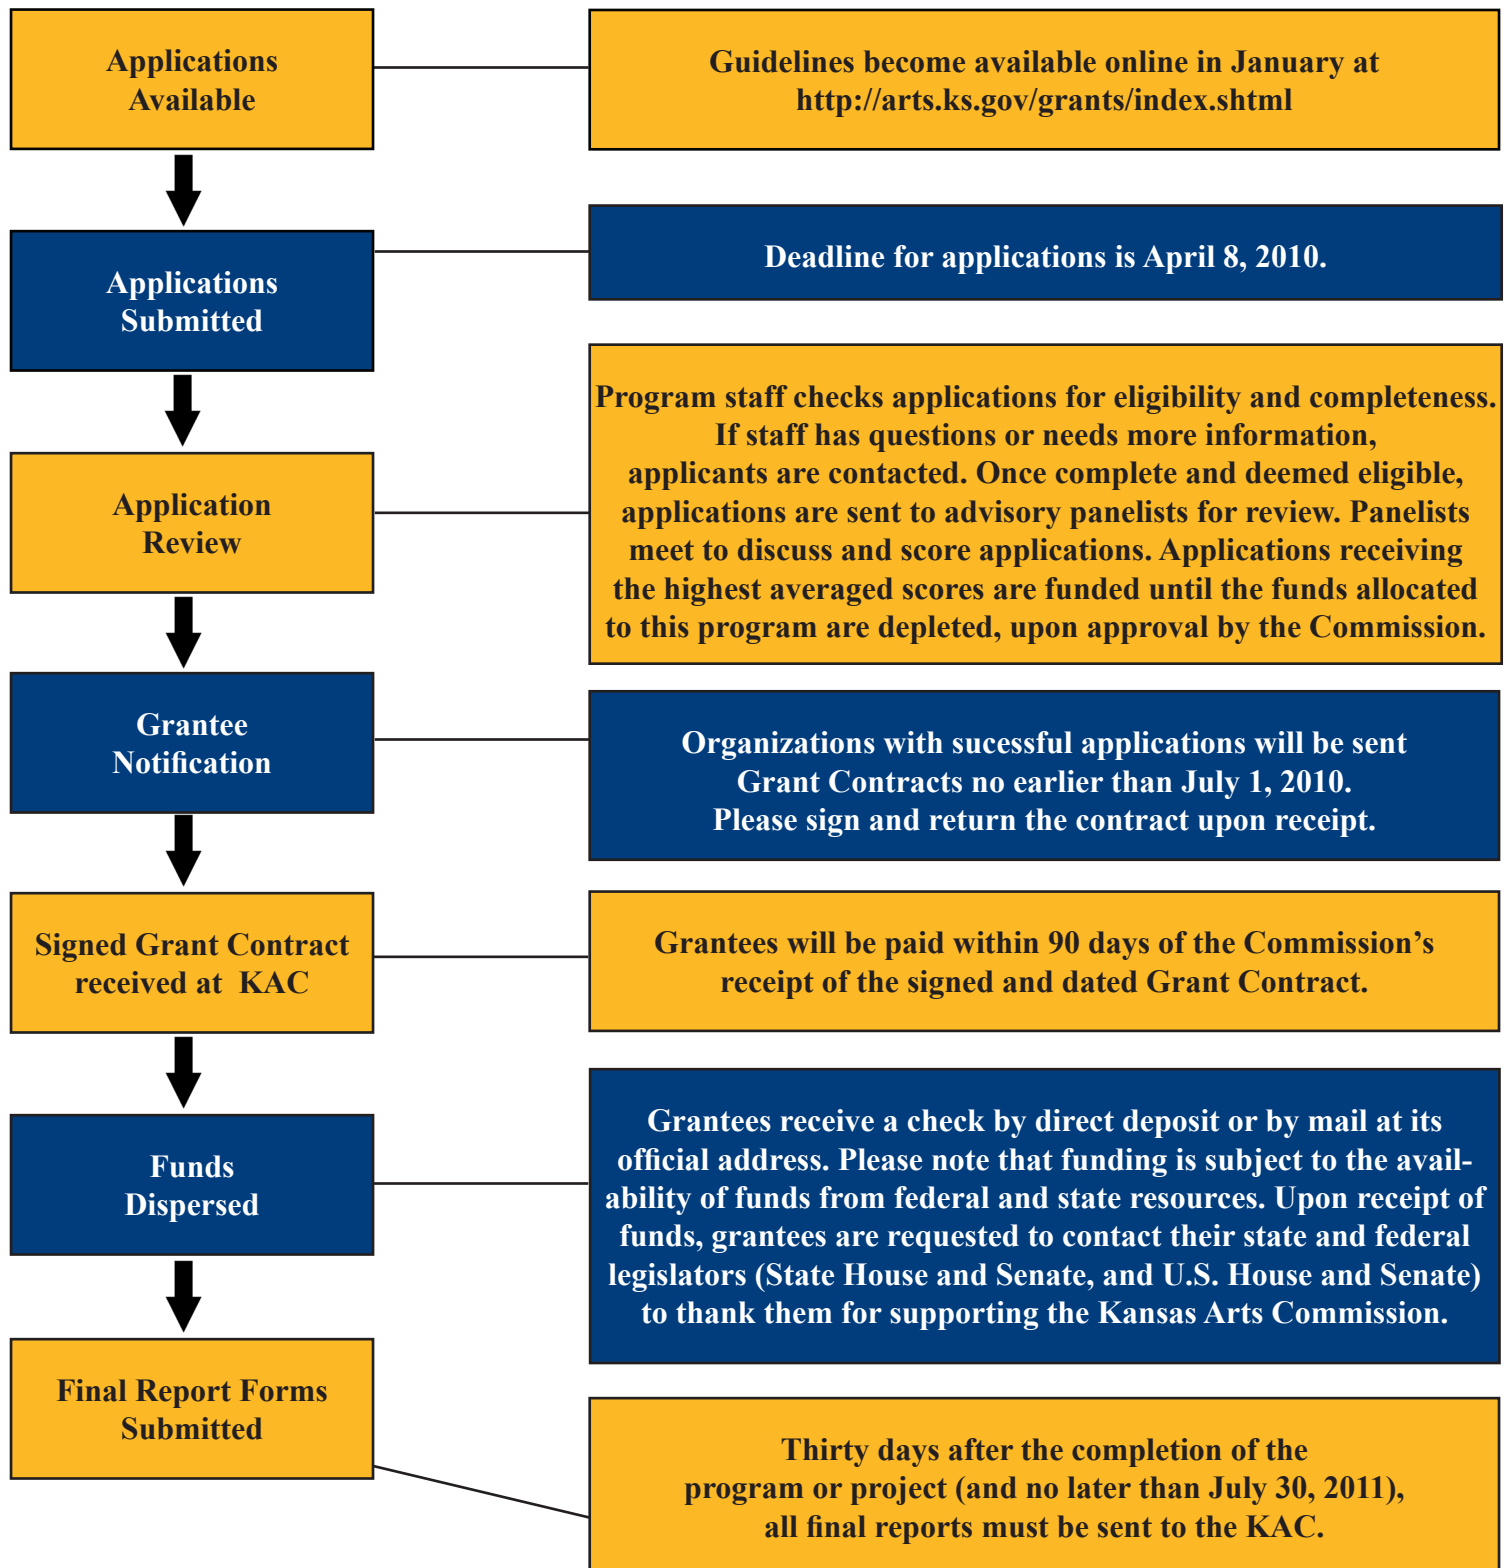 Applications
Available
Guidelines become available online in January at
http://arts.ks.gov/grants/index.shtml
Applications
Submitted
Deadline for applications is April 8, 2010.
Application
Review
Program staff checks applications for eligibility and completeness.
If staff has questions or needs more information,
applicants are contacted. Once complete and deemed eligible,
applications are sent to advisory panelists for review. Panelists
meet to discuss and score applications. Applications receiving
the highest averaged scores are funded until the funds allocated
to this program are depleted, upon approval by the Commission.
Grantee
Notification
Organizations with sucessful applications will be sent
Grant Contracts no earlier than July 1, 2010.
Please sign and return the contract upon receipt.
Signed Grant Contract
received at KAC
Grantees will be paid within 90 days of the Commission’s
receipt of the signed and dated Grant Contract.
Funds
Dispersed
Grantees receive a check by direct deposit or by mail at its
official address. Please note that funding is subject to the avail-
ability of funds from federal and state resources. Upon receipt of
funds, grantees are requested to contact their state and federal
legislators (State House and Senate, and U.S. House and Senate)
to thank them for supporting the Kansas Arts Commission.
Final Report Forms
Submitted
Thirty days after the completion of the
program or project (and no later than July 30, 2011),
all final reports must be sent to the KAC.